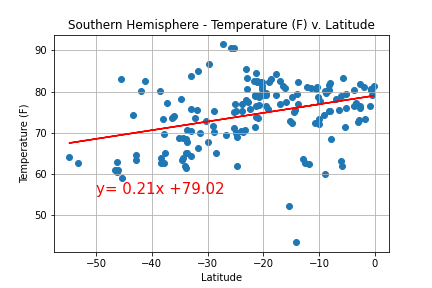 Southern Hemisphere - Temperature (F) v. Latitude
90
80
70
60
50
Temperature (F)
y= 0.21x +79.02
−50
−40
−30
−20
−10
0
Latitude